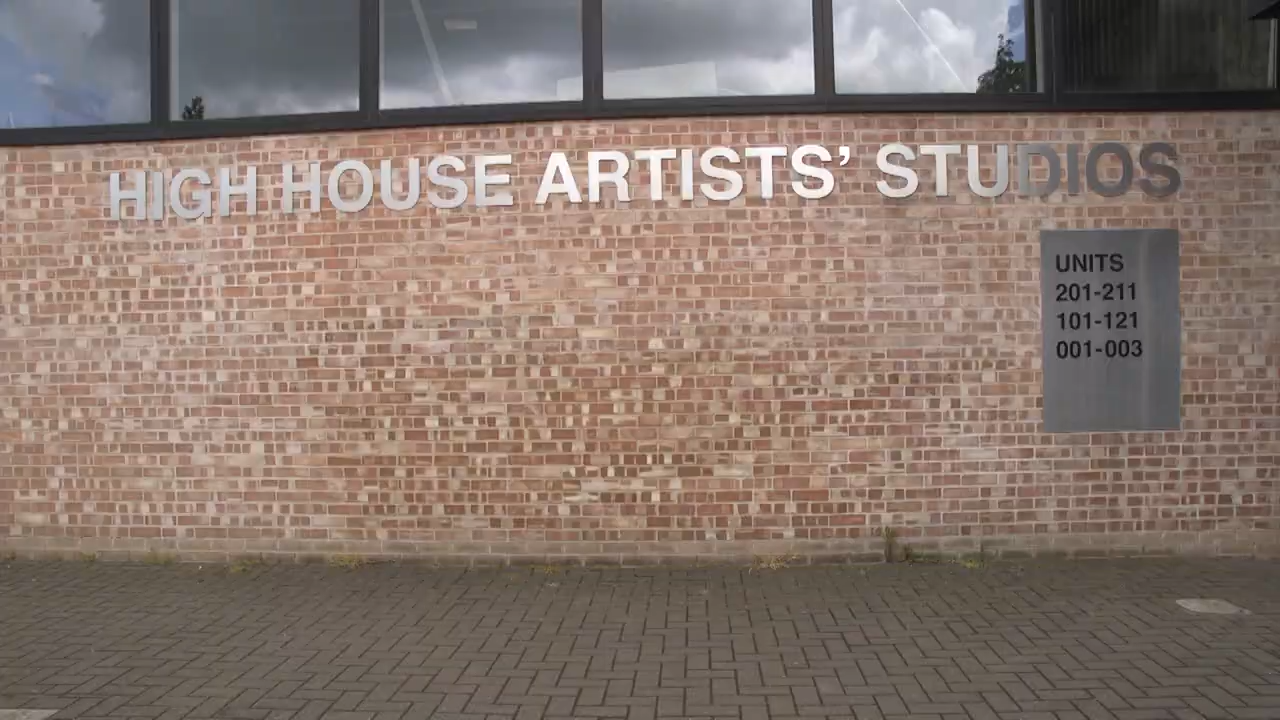 HIGH HOUSE ARTISTS’ STUDIOS
UNITS
201-211
101-121
001-003